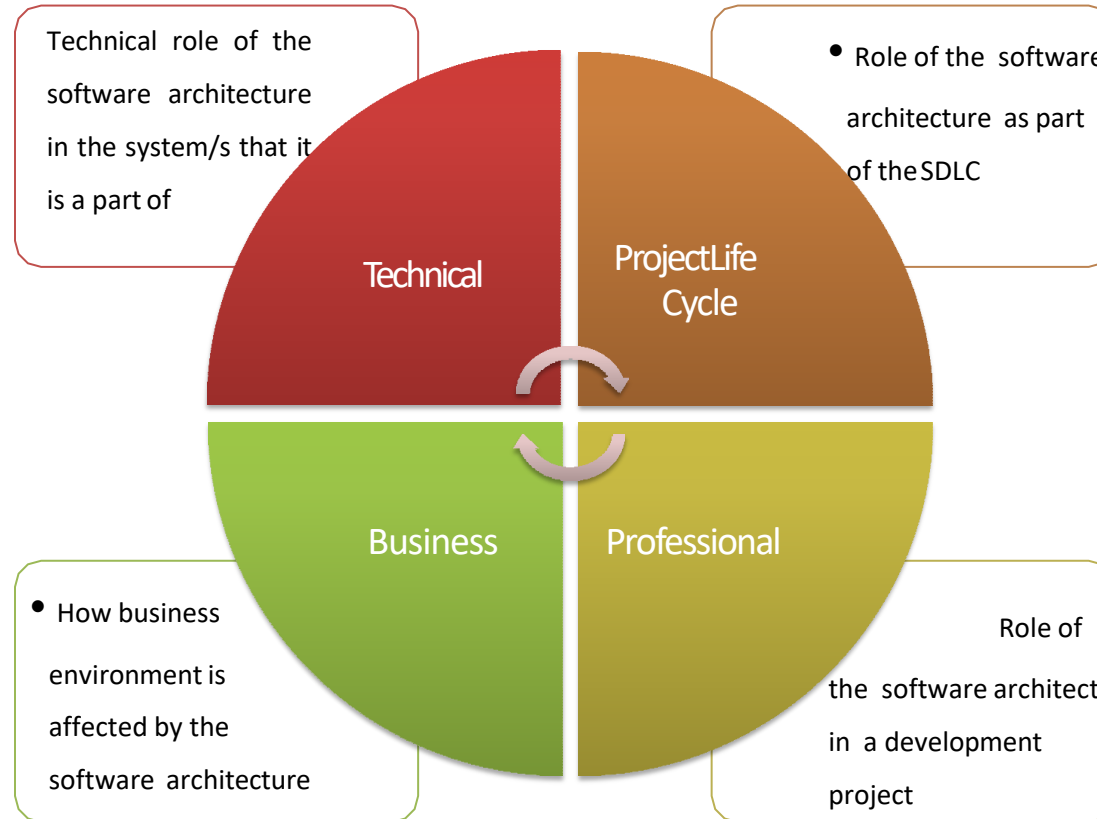 Technical role of the
software architecture
in the system/s that it
is a part of
• Role of the software
architecture as part
of the SDLC
Technical
ProjectLife
Cycle
Business
Professional
• How business
environment is
affected by the
software architecture
Role of
the software architect
in a development
project